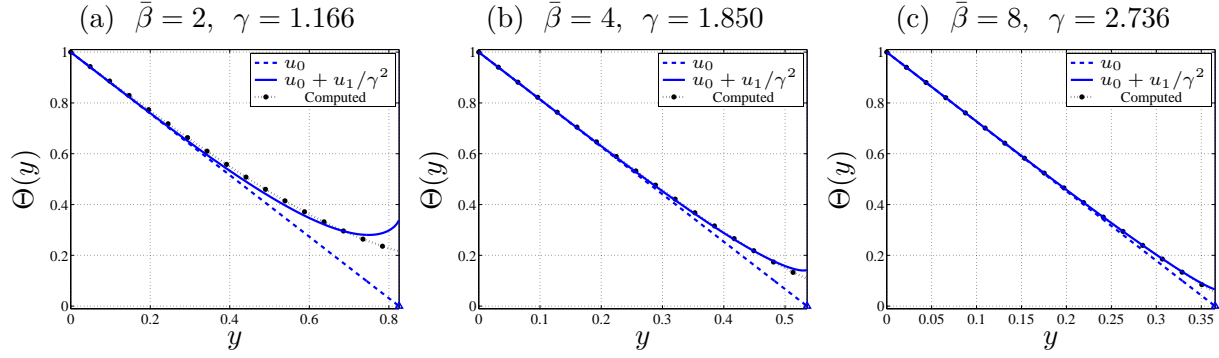 (a) β̄ = 2, γ = 1.166
1
0.8
0.6
0.4
0.2
0
0 0.2 0.4 0.6 0.8
Θ(y)
y
u₀
u₀ + u₁/γ²
Computed
(b) β̄ = 4, γ = 1.850
1
0.8
0.6
0.4
0.2
0
0 0.1 0.2 0.3 0.4 0.5
Θ(y)
y
u₀
u₀ + u₁/γ²
Computed
(c) β̄ = 8, γ = 2.736
1
0.8
0.6
0.4
0.2
0
0 0.05 0.1 0.15 0.2 0.25 0.3 0.35
Θ(y)
y
u₀
u₀ + u₁/γ²
Computed